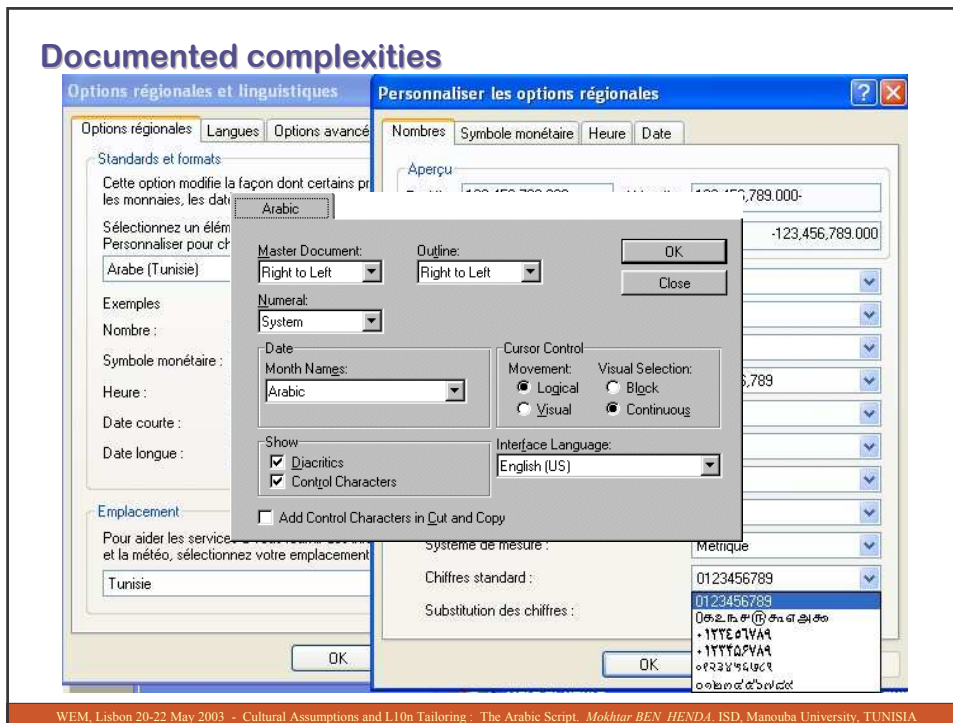 Documented complexities
Options régionales et linguistiques
Options régionales Langues Options avancé
Standards et formats
Cette option modifie la façon dont certains pr
les monnaies, les dat
Sélectionnez un élém
Personnaliser pour ch
Arabe (Tunisie)
Exemples
Nombre :
Symbole monétaire :
Heure :
Date courte :
Date longue :
Emplacement
Pour aider les services
et la météo, sélectionnez votre emplacement
Tunisie
OK
Personnaliser les options régionales
Nombres Symbole monétaire Heure Date
Aperçu
123,456,789.000-
-123,456,789.000
,789
Système de mesure : Métrique
Chiffres standard : 0123456789
Substitution des chiffres :
0123456789
٠١٢٣٤٥٦٧٨٩
۰۱۲۳۴۵۶۷۸۹
OK
Arabic
Master Document: Outline:
Right to Left Right to Left
OK
Close
Numeral:
System
Date
Month Names:
Arabic
Cursor Control
Movement: Visual Selection:
Logical Block
Visual Continuous
Show
Diacritics
Control Characters
Interface Language:
English (US)
Add Control Characters in Cut and Copy
WEM, Lisbon 20-22 May 2003 - Cultural Assumptions and L10n Tailoring : The Arabic Script. Mokhtar BEN HENDA. ISD, Manouba University, TUNISIA